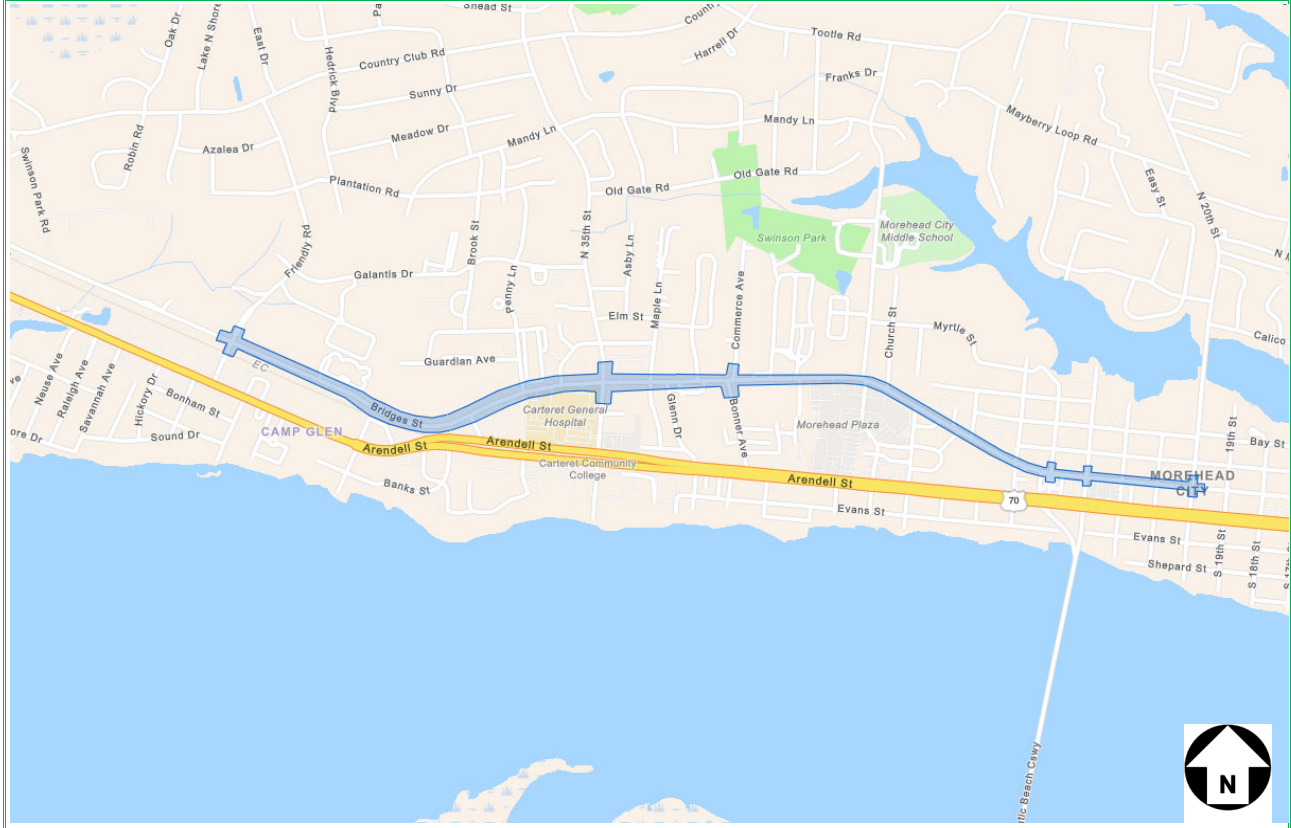 Snead St
Oak Dr
Lake N Shore
East Dr
Hedrick Blvd
Pa
Country Club Rd
Sunny Dr
Meadow Dr
Mandy Ln
Harrell Dr
Tootle Rd
Franks Dr
Mandy Ln
Mayberry Loop Rd
Swinson Park Rd
Robin Rd
Azalea Dr
Plantation Rd
Old Gate Rd
Old Gate Rd
Easy St
N 20th St
Friendly Rd
Brook St
N 35th St
Asby Ln
Maple Ln
Swinson Park
Morehead City
Middle School
Galantis Dr
Penny Ln
Elm St
Commerce Ave
Church St
Myrtle St
Calico
Neuse Ave
Raleigh Ave
Savannah Ave
Hickory Dr
EC
Guardian Ave
Bridges St
Bonham St
Sound Dr
ore Dr
CAMP GLEN
Arendell St
Arendell St
Carteret General
Hospital
Glenn Dr
Bonner Ave
Morehead Plaza
19th St
Bay St
Carteret Community
College
Banks St
Arendell St
70
MOREHEAD
CITY
Evans St
Evans St
Shepard St
S 19th St
S 18th St
tic Beach Cswy
N